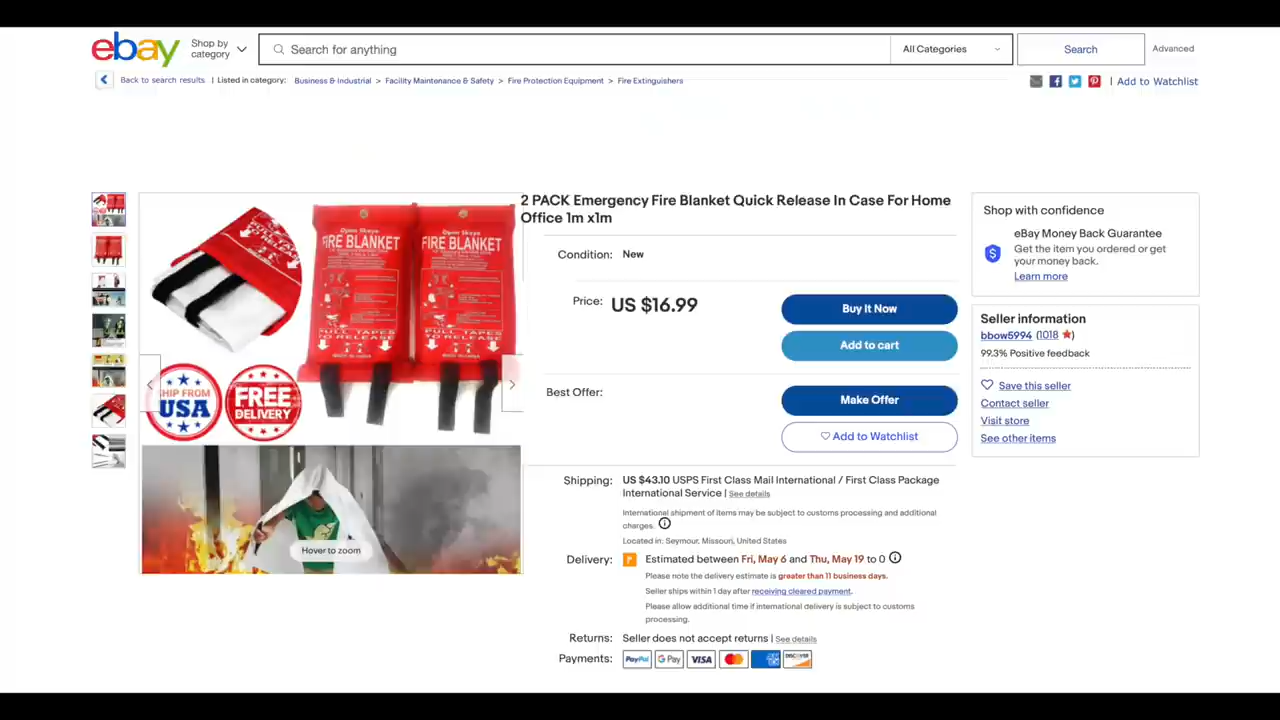 ebay
Shop by
category
Search for anything
All Categories
Search
Advanced
Back to search results | Listed in category: Business & Industrial > Facility Maintenance & Safety > Fire Protection Equipment > Fire Extinguishers
| Add to Watchlist
2 PACK Emergency Fire Blanket Quick Release In Case For Home
Office 1m x1m
Condition: New
Price: US $16.99
Buy It Now
Add to cart
Best Offer:
Make Offer
Add to Watchlist
Shipping: US $43.10 USPS First Class Mail International / First Class Package
International Service | See details
International shipment of items may be subject to customs processing and additional
charges.
Located in: Seymour, Missouri, United States
Delivery: Estimated between Fri, May 6 and Thu, May 19 to 0
Please note the delivery estimate is greater than 11 business days.
Seller ships within 1 day after receiving cleared payment.
Please allow additional time if international delivery is subject to customs
processing.
Returns: Seller does not accept returns | See details
Payments: PayPal G Pay VISA DISCOVER
Shop with confidence
eBay Money Back Guarantee
Get the item you ordered or get
your money back.
Learn more
Seller information
bbow5994 (1018)
99.3% Positive feedback
Save this seller
Contact seller
Visit store
See other items
FIRE BLANKET
FIRE BLANKET
PULL TAPES
TO RELEASE
PULL TAPES
TO RELEASE
SHIP FROM
USA
FREE
DELIVERY
Hover to zoom